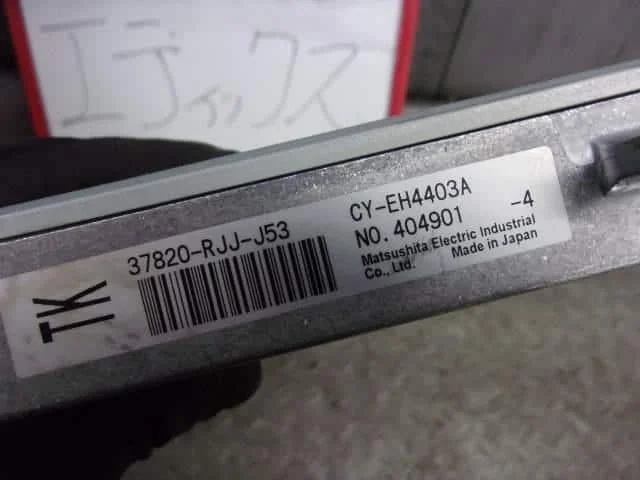 エディックス
TK
37820-RJJ-J53
CY-EH4403A
NO. 404901 -4
Matsushita Electric Industrial
Co., Ltd. Made in Japan